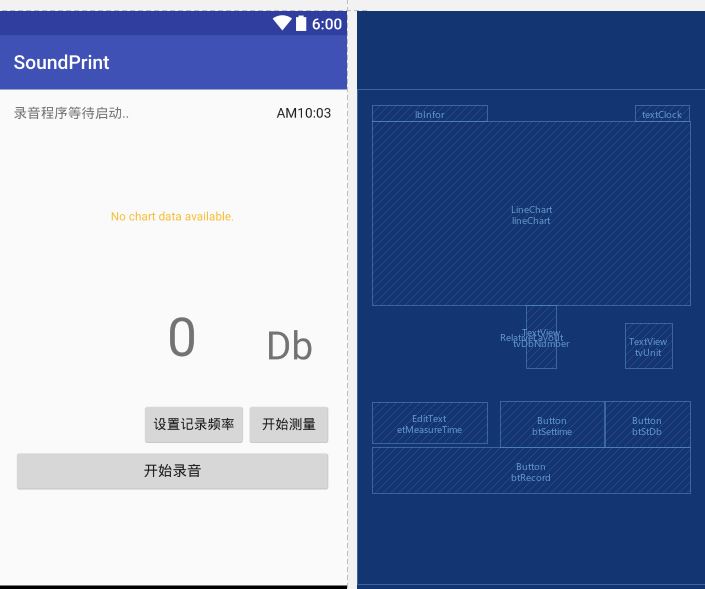 6:00
SoundPrint
录音程序等待启动..
AM10:03
No chart data available.
0
Db
设置记录频率
开始测量
开始录音
lbInfor
textClock
LineChart
lineChart
TextView
RelativeLayout
tvDbNumber
TextView
tvUnit
EditText
etMeasureTime
Button
btSettime
Button
btStDb
Button
btRecord